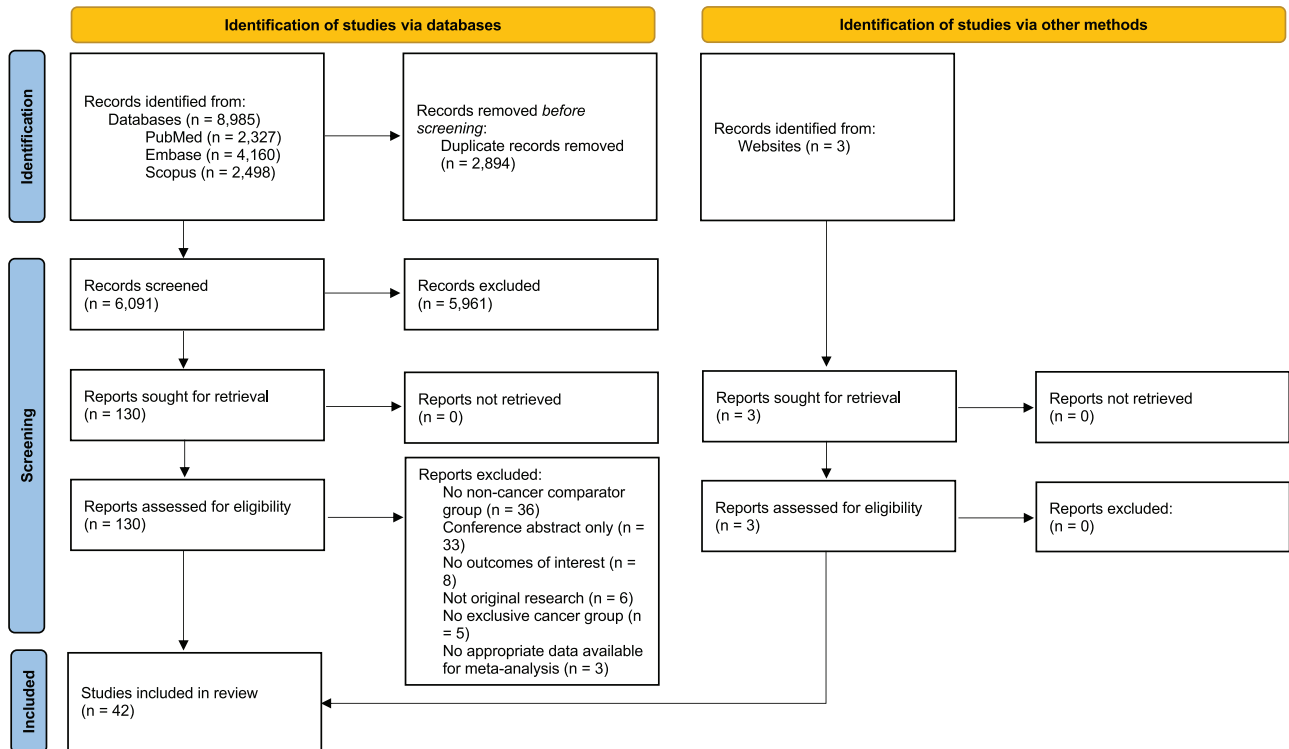 Identification of studies via databases
Identification of studies via other methods
Identification
Records identified from:
Databases (n = 8,985)
PubMed (n = 2,327)
Embase (n = 4,160)
Scopus (n = 2,498)
Records removed before
screening:
Duplicate records removed
(n = 2,894)
Records identified from:
Websites (n = 3)
Screening
Records screened
(n = 6,091)
Records excluded
(n = 5,961)
Reports sought for retrieval
(n = 130)
Reports not retrieved
(n = 0)
Reports sought for retrieval
(n = 3)
Reports not retrieved
(n = 0)
Reports assessed for eligibility
(n = 130)
Reports excluded:
No non-cancer comparator
group (n = 36)
Conference abstract only (n =
33)
No outcomes of interest (n =
8)
Not original research (n = 6)
No exclusive cancer group (n
= 5)
No appropriate data available
for meta-analysis (n = 3)
Reports assessed for eligibility
(n = 3)
Reports excluded:
(n = 0)
Included
Studies included in review
(n = 42)